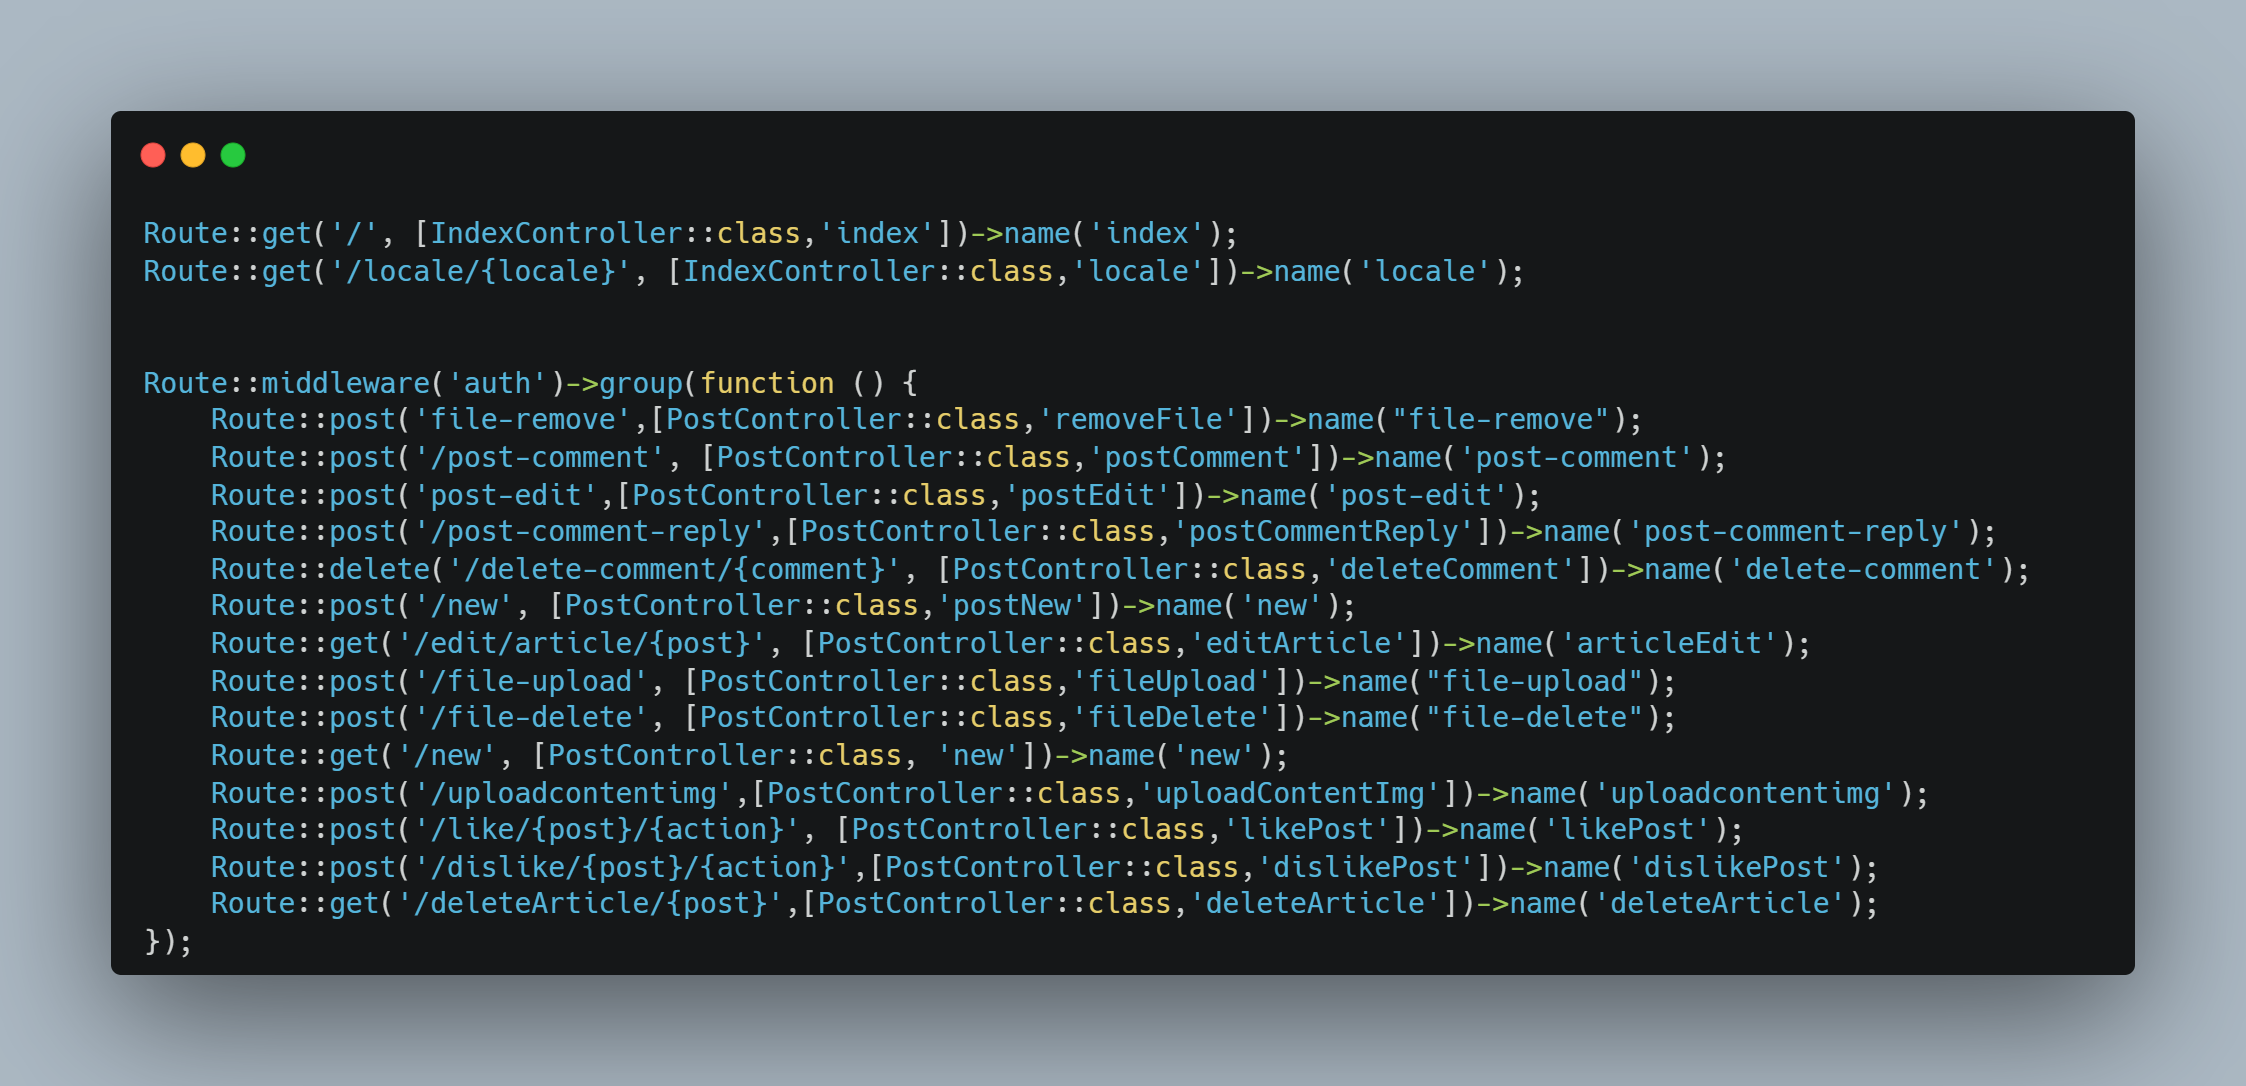 Route::get('/', [IndexController::class,'index'])->name('index');
Route::get('/locale/{locale}', [IndexController::class,'locale'])->name('locale');
Route::middleware('auth')->group(function () {
    Route::post('file-remove',[PostController::class,'removeFile'])->name("file-remove");
    Route::post('/post-comment', [PostController::class,'postComment'])->name('post-comment');
    Route::post('post-edit',[PostController::class,'postEdit'])->name('post-edit');
    Route::post('/post-comment-reply',[PostController::class,'postCommentReply'])->name('post-comment-reply');
    Route::delete('/delete-comment/{comment}', [PostController::class,'deleteComment'])->name('delete-comment');
    Route::post('/new', [PostController::class,'postNew'])->name('new');
    Route::get('/edit/article/{post}', [PostController::class,'editArticle'])->name('articleEdit');
    Route::post('/file-upload', [PostController::class,'fileUpload'])->name("file-upload");
    Route::post('/file-delete', [PostController::class,'fileDelete'])->name("file-delete");
    Route::get('/new', [PostController::class, 'new'])->name('new');
    Route::post('/uploadcontentimg',[PostController::class,'uploadContentImg'])->name('uploadcontentimg');
    Route::post('/like/{post}/{action}', [PostController::class,'likePost'])->name('likePost');
    Route::post('/dislike/{post}/{action}',[PostController::class,'dislikePost'])->name('dislikePost');
    Route::get('/deleteArticle/{post}',[PostController::class,'deleteArticle'])->name('deleteArticle');
});